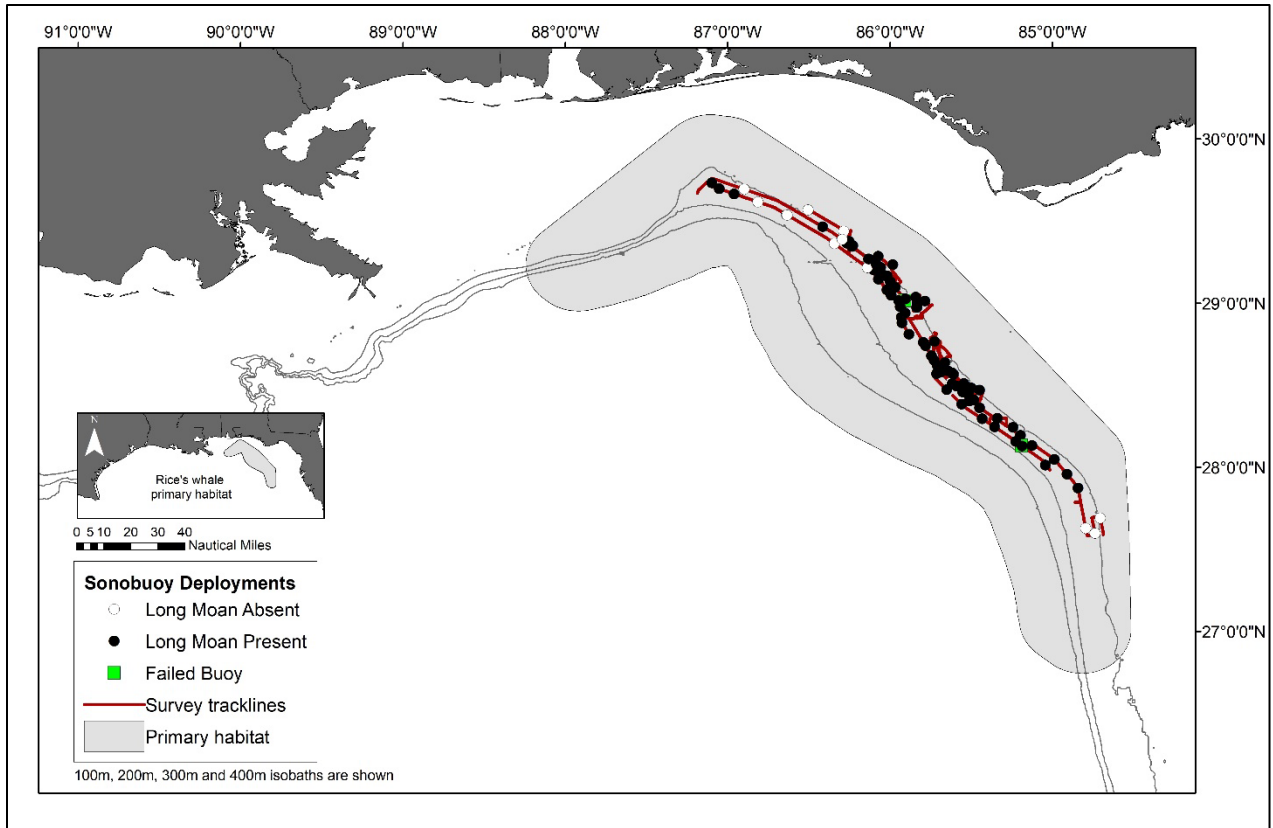 91°0'0"W 90°0'0"W 89°0'0"W 88°0'0"W 87°0'0"W 86°0'0"W 85°0'0"W
30°0'0"N
29°0'0"N
28°0'0"N
27°0'0"N
N
Rice's whale
primary habitat
0 5 10 20 30 40
Nautical Miles
Sonobuoy Deployments
Long Moan Absent
Long Moan Present
Failed Buoy
Survey tracklines
Primary habitat
100m, 200m, 300m and 400m isobaths are shown